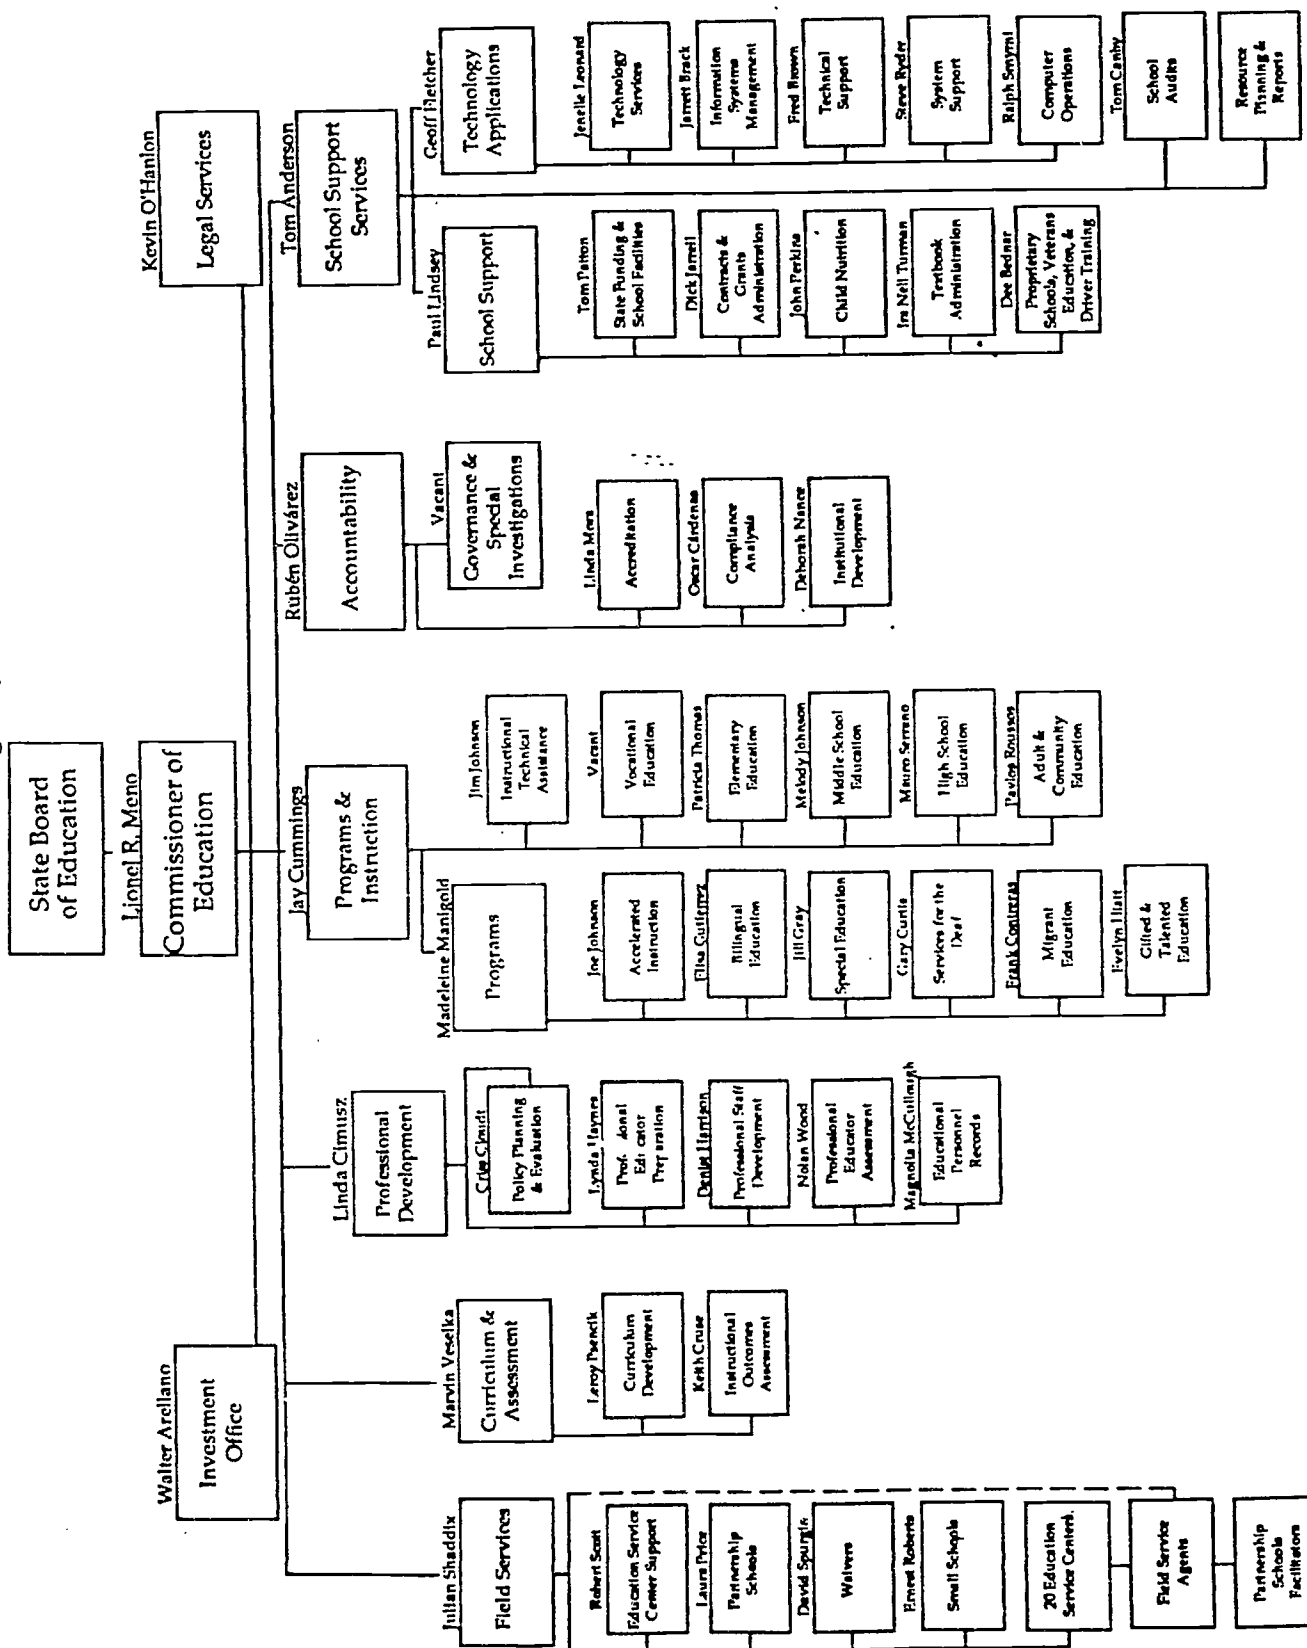 State Board
of Education
Lionel R. Meno
Commissioner of
Education
Walter Arellano
Investment
Office
Kevin O'Hanlon
Legal Services
Julian Shaddix
Field Services
Robert Scott
Education Service
Center Support
Laura Price
Partnership
Schools
David Spurgin
Waivers
Ernest Roberts
Small Schools
20 Education
Service Centers
Field Service
Agents
Partnership
Schools
Facilitators
Marvin Veselka
Curriculum &
Assessment
Leroy Psencik
Curriculum
Development
Keith Cruse
Instructional
Outcomes
Assessment
Linda Cimusz
Professional
Development
Criss Cloudt
Policy Planning
& Evaluation
Lynda Haynes
Educator
Preparation
Harrison
Professional Staff
Development
Nolan Wood
Professional
Educator
Assessment
Magnolia McCullough
Educational
Personnel
Records
Jay Cummings
Programs &
Instruction
Madeleine Manigold
Programs
Joe Johnson
Accelerated
Instruction
Elisa Gutierrez
Bilingual
Education
Jill Gray
Special Education
Gary Curtis
Services for the
Deaf
Frank Contreras
Migrant
Education
Evelyn Hiatt
Gifted &
Talented
Education
Jim Johnson
Instructional
Technical
Assistance
Vacant
Vocational
Education
Patricia Thomas
Elementary
Education
Melody Johnson
Middle School
Education
Mauro Serrano
High School
Education
Pavlos Roussos
Adult &
Community
Education
Rubén Olivárez
Accountability
Vacant
Governance &
Special
Investigations
Linda Mora
Accreditation
Oscar Cárdenas
Compliance
Analysis
Deborah Nance
Institutional
Development
Tom Anderson
School Support
Services
Paul Lindsey
School Support
Tom Patton
State Funding &
School Facilities
Dick Jarrell
Contracts &
Grants
Administration
John Perkins
Child Nutrition
Ira Nell Turman
Textbook
Administration
Dee Bednar
Proprietary
Schools, Veterans
Education, &
Driver Training
Geoff Fletcher
Technology
Applications
Jenelle Leonard
Technology
Services
Jarrett Brack
Information
Systems
Management
Fred Brown
Technical
Support
Steve Ryder
System
Support
Ralph Smyml
Computer
Operations
Tom Canby
School
Audits
Resource
Planning &
Reports